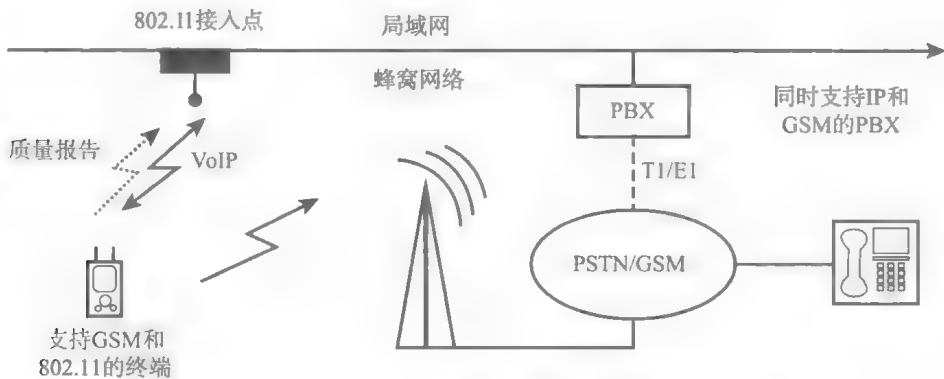 802.11接入点
局域网
蜂窝网络
PBX
同时支持IP和
GSM的PBX
质量报告
VoIP
T1/E1
PSTN/GSM
支持GSM和
802.11的终端